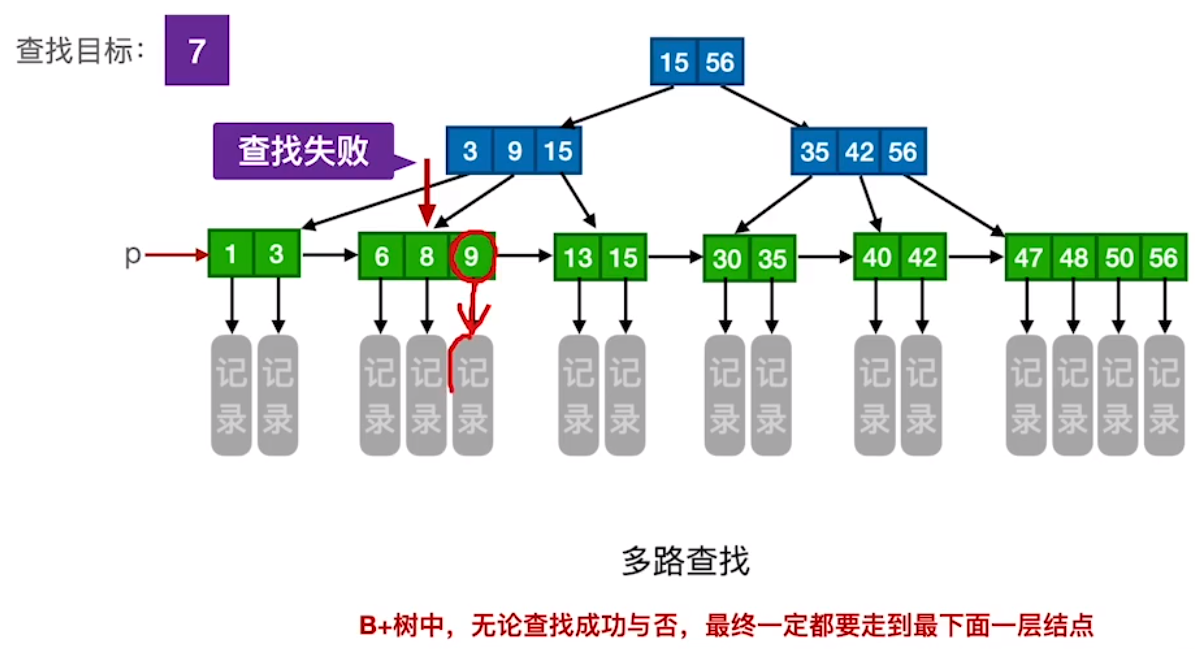 查找目标： 7
15 56
查找失败
3 9 15
35 42 56
p
1 3
6 8 9
13 15
30 35
40 42
47 48 50 56
记录 记录 记录 记录 记录 记录 记录 记录 记录 记录 记录 记录 记录 记录 记录
多路查找
B+树中，无论查找成功与否，最终一定都要走到最下面一层结点